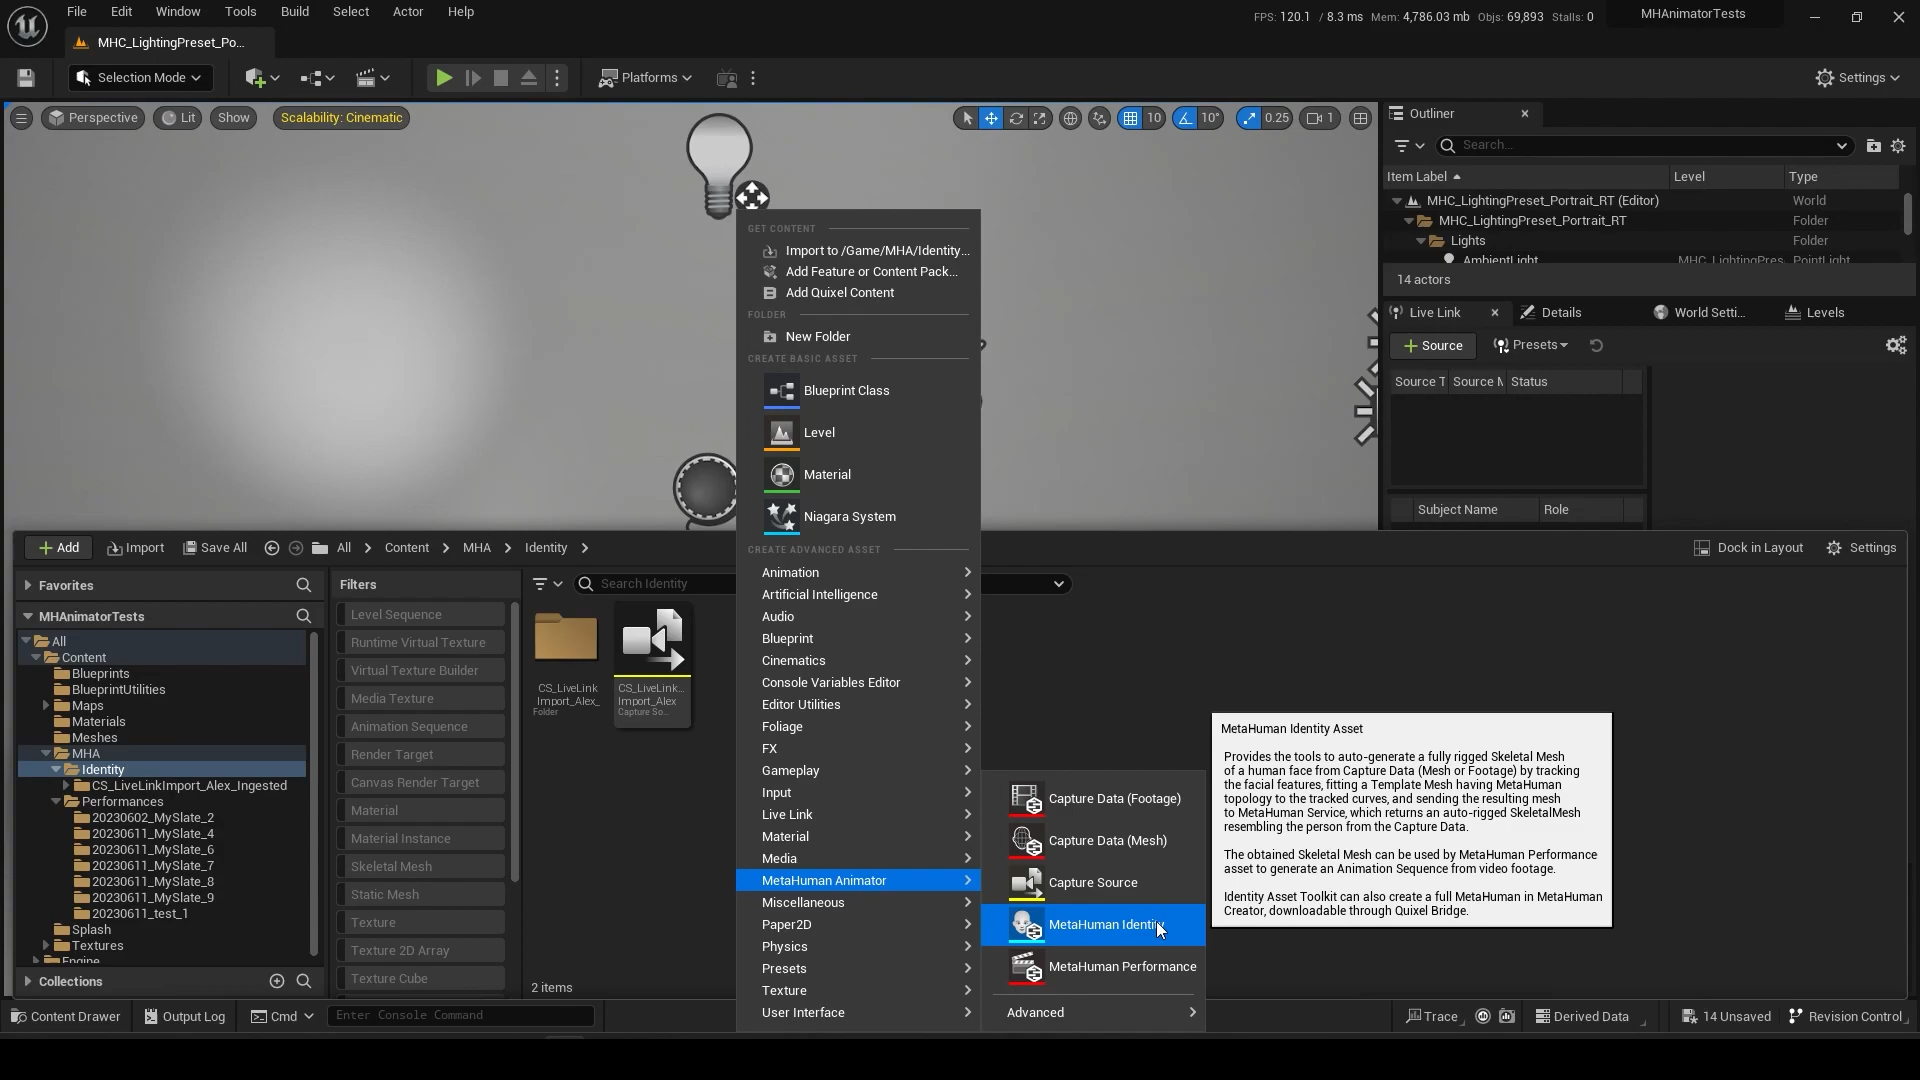 File Edit Window Tools Build Select Actor Help
FPS: 120.1 / 8.3 ms Mem: 4,786.03 mb Objs: 69,893 Stalls: 0
MHAnimatorTests
MHC_LightingPreset_Po...
Selection Mode
Platforms
Settings
Perspective
Lit
Show
Scalability: Cinematic
10
10°
0.25
1
Outliner
Search...
Item Label Level Type
MHC_LightingPreset_Portrait_RT (Editor) World
MHC_LightingPreset_Portrait_RT Folder
Lights Folder
AmbientLight MHC_LightingPres PointLight
14 actors
Live Link
Details
World Setti...
Levels
+ Source
Presets
Source T Source M Status
Subject Name Role
GET CONTENT
Import to /Game/MHA/Identity...
Add Feature or Content Pack...
Add Quixel Content
FOLDER
New Folder
CREATE BASIC ASSET
Blueprint Class
Level
Material
Niagara System
CREATE ADVANCED ASSET
Animation
Artificial Intelligence
Audio
Blueprint
Cinematics
Console Variables Editor
Editor Utilities
Foliage
FX
Gameplay
Input
Live Link
Material
Media
MetaHuman Animator
Miscellaneous
Paper2D
Physics
Presets
Texture
User Interface
Capture Data (Footage)
Capture Data (Mesh)
Capture Source
MetaHuman Identity
MetaHuman Performance
Advanced
MetaHuman Identity Asset
Provides the tools to auto-generate a fully rigged Skeletal Mesh
of a human face from Capture Data (Mesh or Footage) by tracking
the facial features, fitting a Template Mesh having MetaHuman
topology to the tracked curves, and sending the resulting mesh
to MetaHuman Service, which returns an auto-rigged SkeletalMesh
resembling the person from the Capture Data.
The obtained Skeletal Mesh can be used by MetaHuman Performance
asset to generate an Animation Sequence from video footage.
Identity Asset Toolkit can also create a full MetaHuman in MetaHuman
Creator, downloadable through Quixel Bridge.
+ Add
Import
Save All
All > Content > MHA > Identity >
Dock in Layout
Settings
Favorites
MHAnimatorTests
All
Content
Blueprints
BlueprintUtilities
Maps
Materials
Meshes
MHA
Identity
CS_LiveLinkImport_Alex_Ingested
Performances
20230602_MySlate_2
20230611_MySlate_4
20230611_MySlate_6
20230611_MySlate_7
20230611_MySlate_8
20230611_MySlate_9
20230611_test_1
Splash
Textures
Engine
Collections
Filters
Level Sequence
Runtime Virtual Texture
Virtual Texture Builder
Media Texture
Animation Sequence
Render Target
Canvas Render Target
Material
Material Instance
Skeletal Mesh
Static Mesh
Texture
Texture 2D Array
Texture Cube
Search Identity
CS_LiveLink
Import_Alex_
Folder
CS_LiveLink...
Import_Alex
Capture So...
2 items
Content Drawer
Output Log
Cmd
Enter Console Command
Trace
Derived Data
14 Unsaved
Revision Control